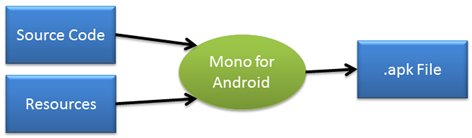 Source Code
Resources
Mono for
Android
.apk File